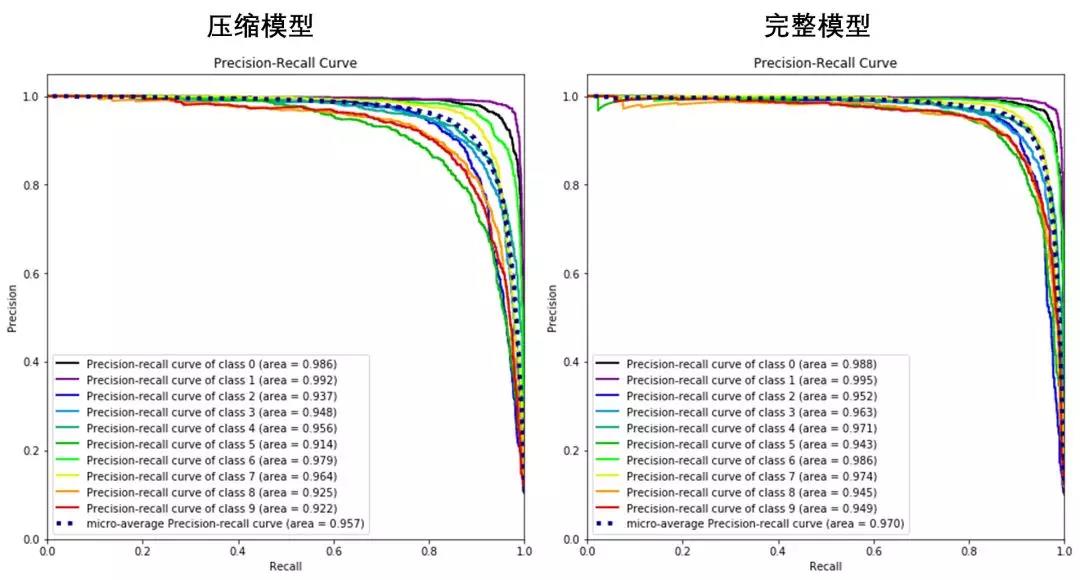 压缩模型
Precision-Recall Curve
1.0
0.8
0.6
0.4
0.2
0.0
Precision
Precision-recall curve of class 0 (area = 0.986)
Precision-recall curve of class 1 (area = 0.992)
Precision-recall curve of class 2 (area = 0.937)
Precision-recall curve of class 3 (area = 0.948)
Precision-recall curve of class 4 (area = 0.956)
Precision-recall curve of class 5 (area = 0.914)
Precision-recall curve of class 6 (area = 0.979)
Precision-recall curve of class 7 (area = 0.964)
Precision-recall curve of class 8 (area = 0.925)
Precision-recall curve of class 9 (area = 0.922)
micro-average Precision-recall curve (area = 0.957)
0.0 0.2 0.4 0.6 0.8 1.0
Recall
完整模型
Precision-Recall Curve
1.0
0.8
0.6
0.4
0.2
0.0
Precision
Precision-recall curve of class 0 (area = 0.988)
Precision-recall curve of class 1 (area = 0.995)
Precision-recall curve of class 2 (area = 0.952)
Precision-recall curve of class 3 (area = 0.963)
Precision-recall curve of class 4 (area = 0.971)
Precision-recall curve of class 5 (area = 0.943)
Precision-recall curve of class 6 (area = 0.986)
Precision-recall curve of class 7 (area = 0.974)
Precision-recall curve of class 8 (area = 0.945)
Precision-recall curve of class 9 (area = 0.949)
micro-average Precision-recall curve (area = 0.970)
0.0 0.2 0.4 0.6 0.8 1.0
Recall